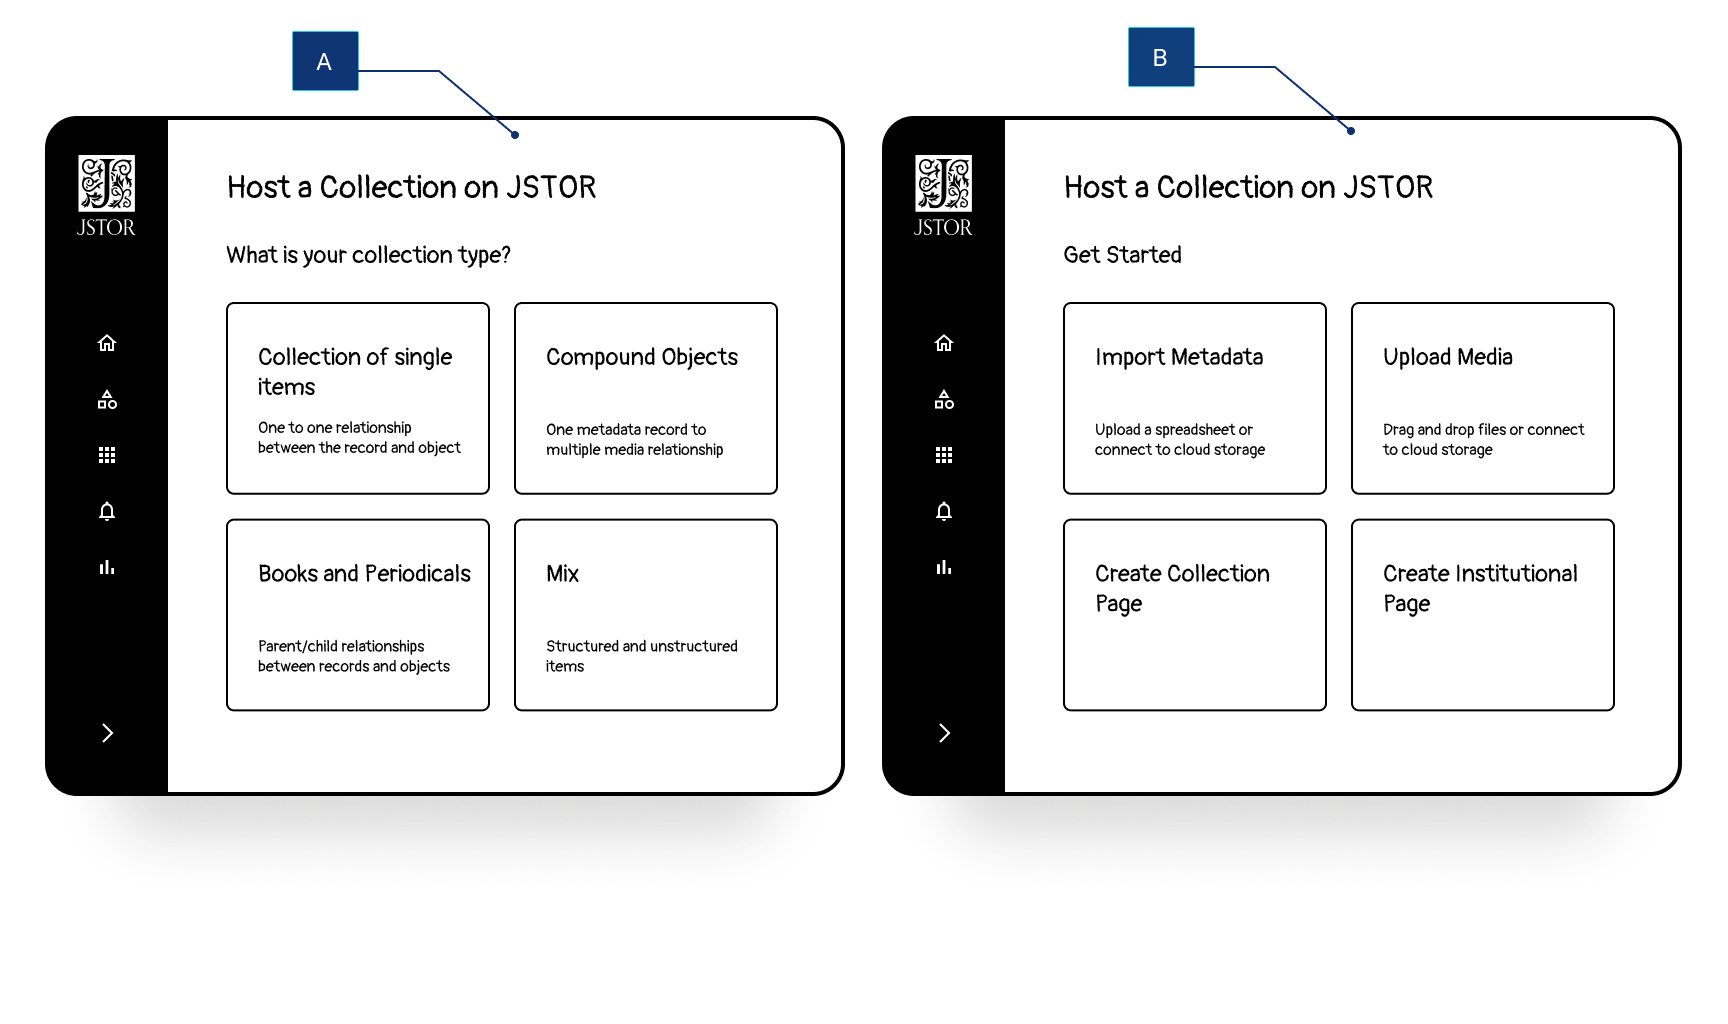 A
B
JSTOR
Host a Collection on JSTOR
What is your collection type?
Collection of single
items
One to one relationship
between the record and object
Compound Objects
One metadata record to
multiple media relationship
Books and Periodicals
Parent/child relationships
between records and objects
Mix
Structured and unstructured
items
JSTOR
Host a Collection on JSTOR
Get Started
Import Metadata
Upload a spreadsheet or
connect to cloud storage
Upload Media
Drag and drop files or connect
to cloud storage
Create Collection
Page
Create Institutional
Page